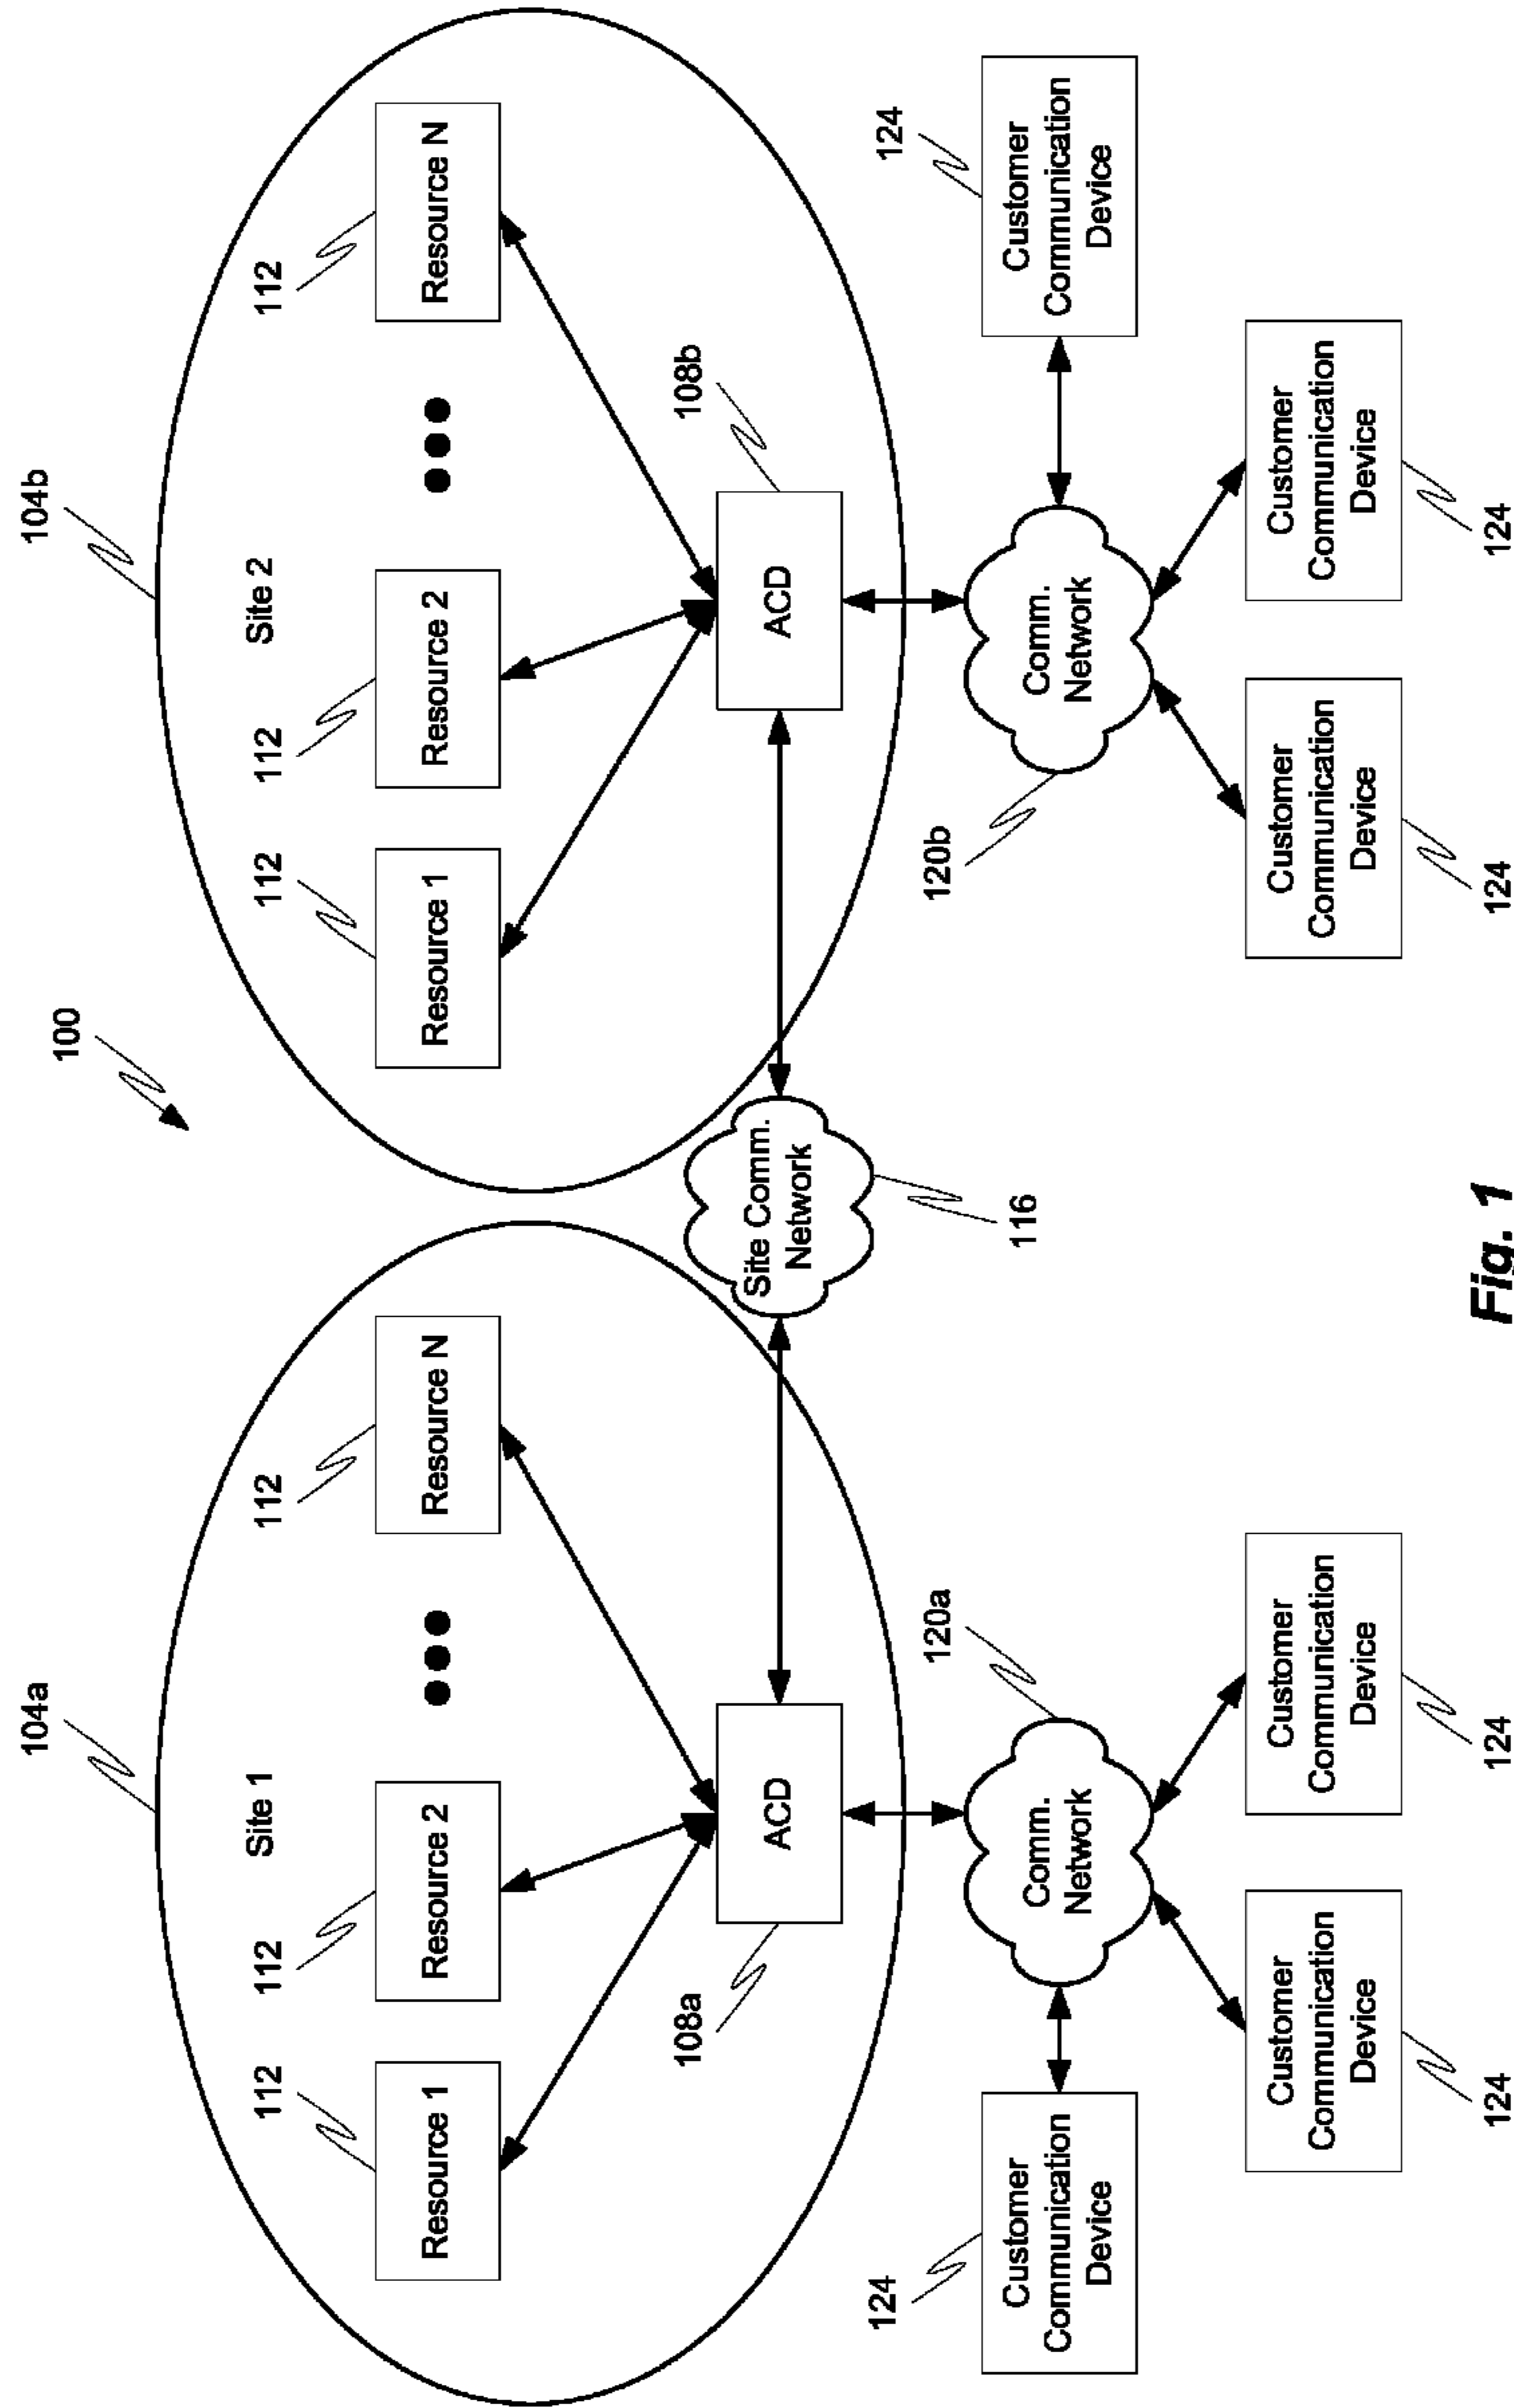 100
104a
104b
Site 1
Site 2
112
112
112
112
112
112
Resource 1
Resource 2
Resource N
Resource 1
Resource 2
Resource N
108a
ACD
Site Comm.
Network
ACD
108b
116
120a
120b
124
Customer
Communication
Device
Comm.
Network
Comm.
Network
Customer
Communication
Device
124
Customer
Communication
Device
Customer
Communication
Device
Customer
Communication
Device
Customer
Communication
Device
124
124
124
124
Fig. 1